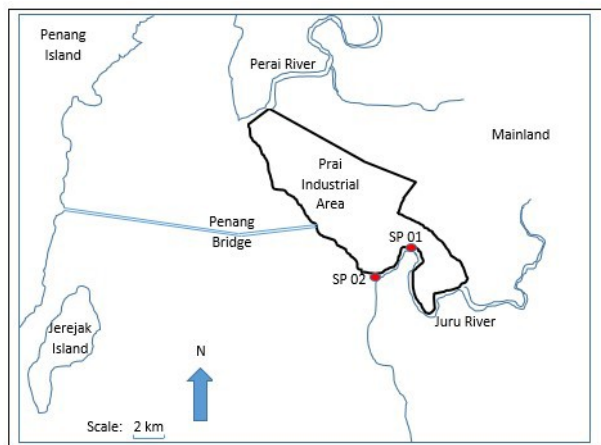 Penang
Island
Perai River
Mainland
Prai
Industrial
Area
Penang
Bridge
SP 01
SP 02
Juru River
Jerejak
Island
N
Scale: 2 km